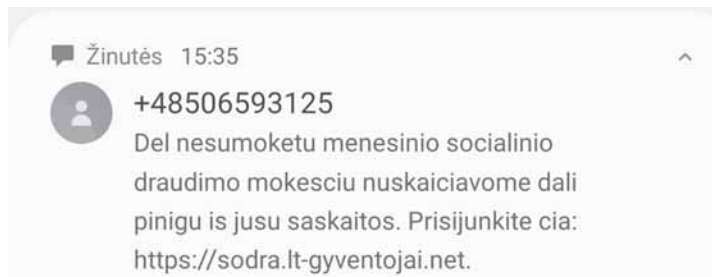 Žinutės 15:35
+48506593125
Del nesumoketu menesinio socialinio
draudimo mokesciu nuskaiciavome dali
pinigu is jusu saskaitos. Prisijunkite cia:
https://sodra.lt-gyventojai.net.